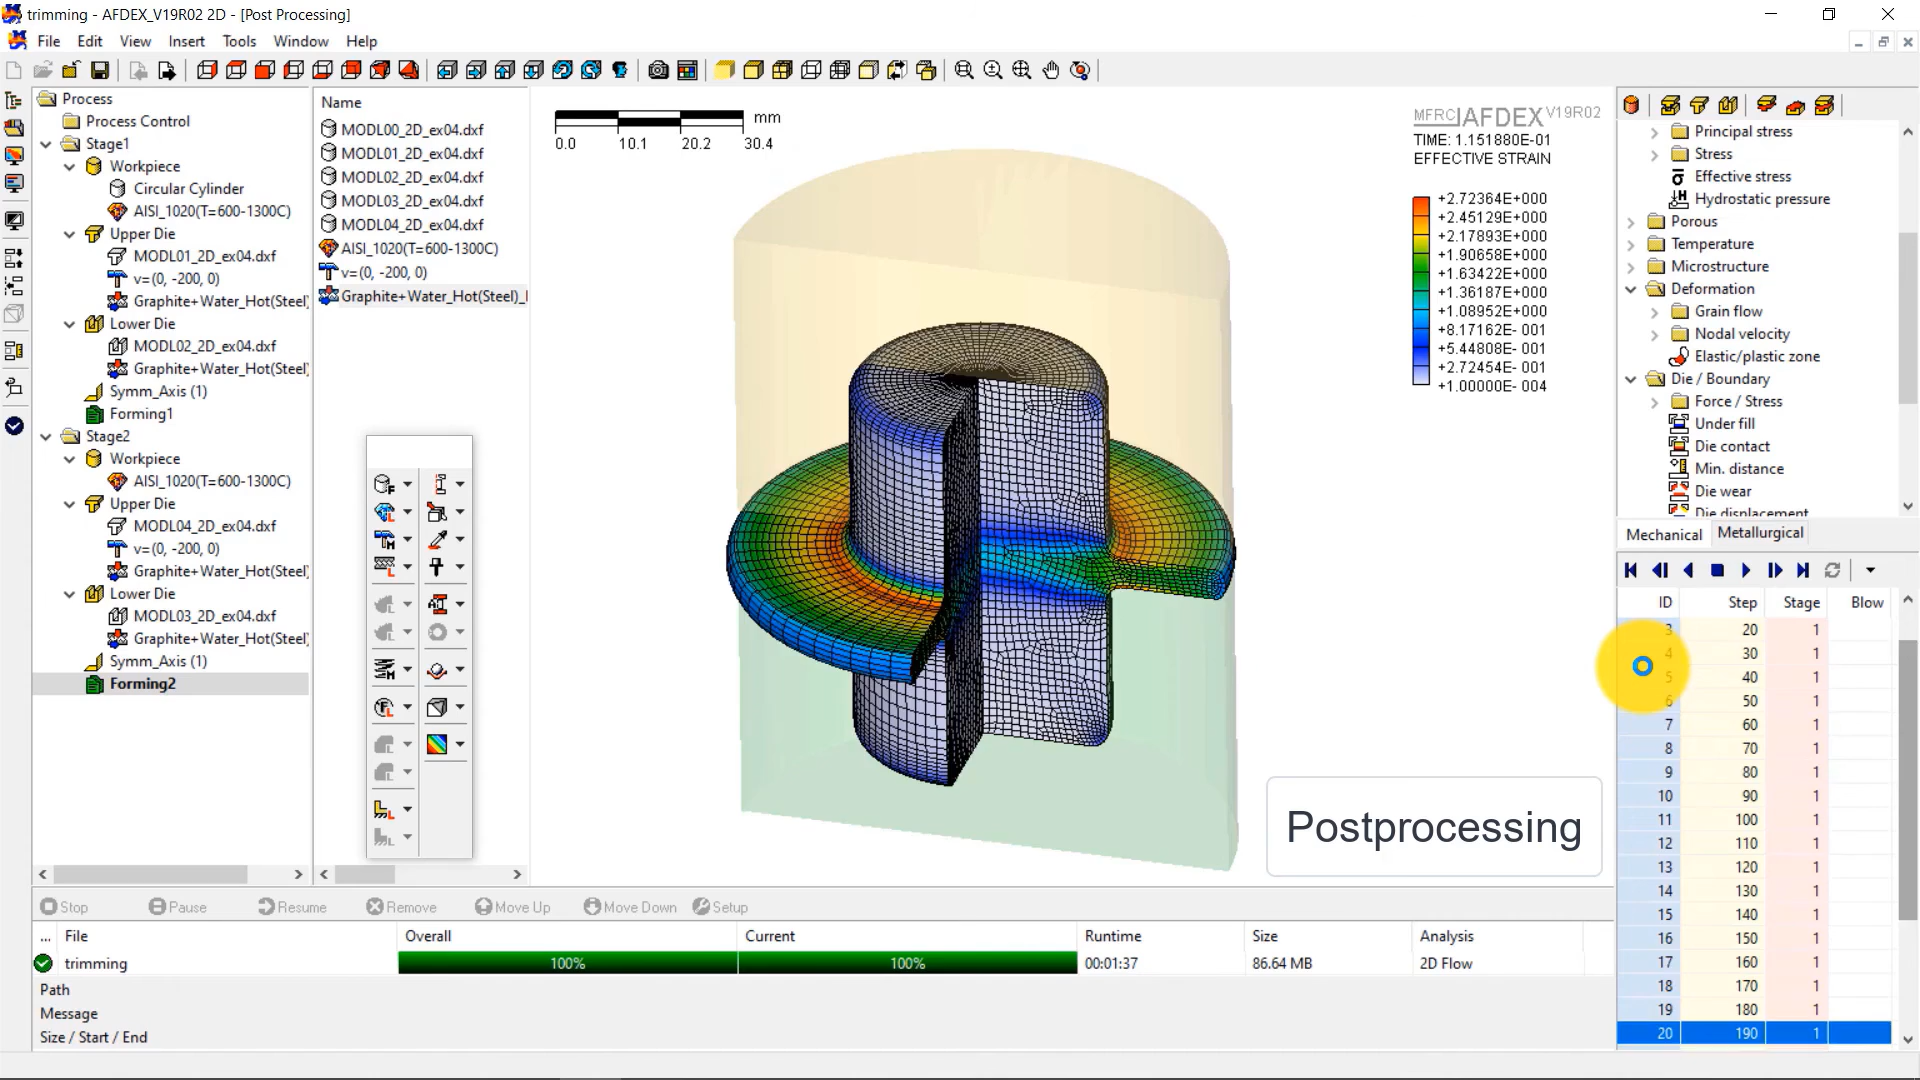 trimming - AFDEX_V19R02 2D - [Post Processing]
File Edit View Insert Tools Window Help
Process
Process Control
Stage1
Workpiece
Circular Cylinder
AISI_1020(T=600-1300C)
Upper Die
MODL01_2D_ex04.dxf
v=(0, -200, 0)
Graphite+Water_Hot(Steel)
Lower Die
MODL02_2D_ex04.dxf
Graphite+Water_Hot(Steel)
Symm_Axis (1)
Forming1
Stage2
Workpiece
AISI_1020(T=600-1300C)
Upper Die
MODL04_2D_ex04.dxf
v=(0, -200, 0)
Graphite+Water_Hot(Steel)
Lower Die
MODL03_2D_ex04.dxf
Graphite+Water_Hot(Steel)
Symm_Axis (1)
Forming2
Name
MODL00_2D_ex04.dxf
MODL01_2D_ex04.dxf
MODL02_2D_ex04.dxf
MODL03_2D_ex04.dxf
MODL04_2D_ex04.dxf
AISI_1020(T=600-1300C)
v=(0, -200, 0)
Graphite+Water_Hot(Steel)_
mm
0.0 10.1 20.2 30.4
MFRC AFDEX V19R02
TIME: 1.151880E-01
EFFECTIVE STRAIN
+2.72364E+000
+2.45129E+000
+2.17893E+000
+1.90658E+000
+1.63422E+000
+1.36187E+000
+1.08952E+000
+8.17162E- 001
+5.44808E- 001
+2.72454E- 001
+1.00000E- 004
Postprocessing
Principal stress
Stress
Effective stress
Hydrostatic pressure
Porous
Temperature
Microstructure
Deformation
Grain flow
Nodal velocity
Elastic/plastic zone
Die / Boundary
Force / Stress
Under fill
Die contact
Min. distance
Die wear
Die displacement
Mechanical Metallurgical
ID Step Stage Blow
3 20 1
4 30 1
5 40 1
6 50 1
7 60 1
8 70 1
9 80 1
10 90 1
11 100 1
12 110 1
13 120 1
14 130 1
15 140 1
16 150 1
17 160 1
18 170 1
19 180 1
20 190 1
Stop Pause Resume Remove Move Up Move Down Setup
... File Overall Current Runtime Size Analysis
trimming 100% 100% 00:01:37 86.64 MB 2D Flow
Path
Message
Size / Start / End